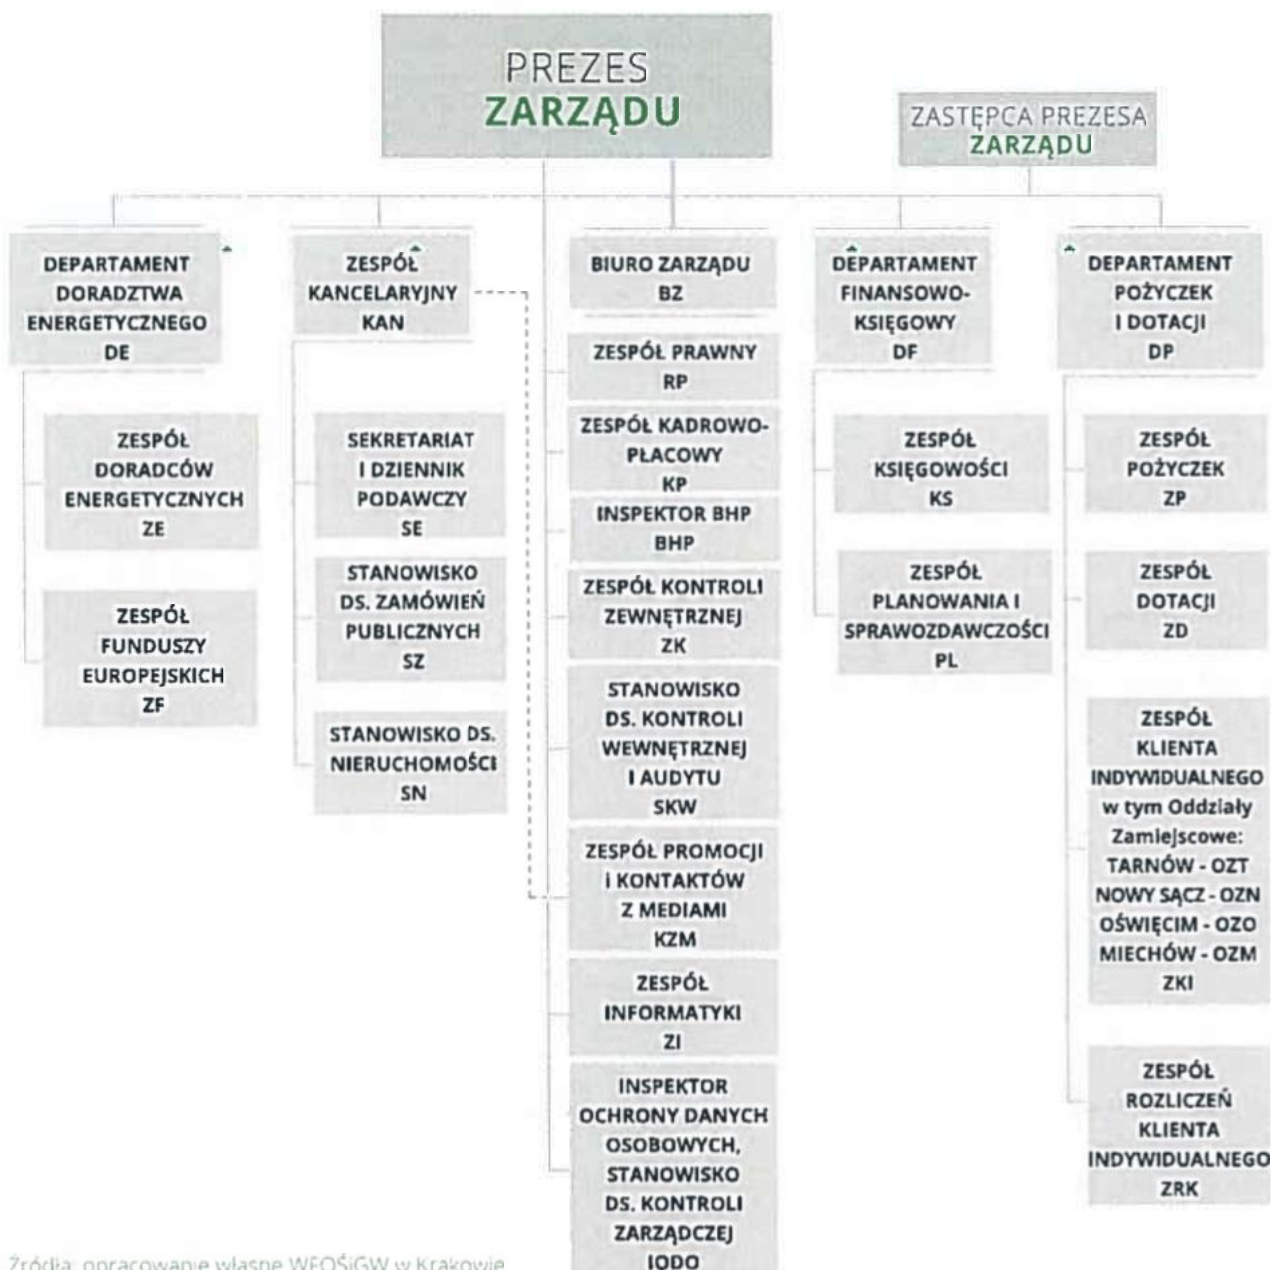 PREZES
ZARZĄDU
ZASTĘPCA PREZESA
ZARZĄDU
DEPARTAMENT
DORADZTWA
ENERGETYCZNEGO
DE
ZESPÓŁ
DORADCÓW
ENERGETYCZNYCH
ZE
ZESPÓŁ
FUNDUSZY
EUROPEJSKICH
ZF
ZESPÓŁ
KANCELARYJNY
KAN
SEKRETARIAT
I DZIENNIK
PODAWCZY
SE
STANOWISKO
DS. ZAMÓWIEŃ
PUBLICZNYCH
SZ
STANOWISKO DS.
NIERUCHOMOŚCI
SN
BIURO ZARZĄDU
BZ
ZESPÓŁ PRAWNY
RP
ZESPÓŁ KADROWO-
PŁACOWY
KP
INSPEKTOR BHP
BHP
ZESPÓŁ KONTROLI
ZEWNĘTRZNEJ
ZK
STANOWISKO
DS. KONTROLI
WEWNĘTRZNEJ
I AUDYTU
SKW
ZESPÓŁ PROMOCJI
i KONTAKTÓW
Z MEDIAMI
KZM
ZESPÓŁ
INFORMATYKI
ZI
INSPEKTOR
OCHRONY DANYCH
OSOBOWYCH,
STANOWISKO
DS. KONTROLI
ZARZĄDCZEJ
IODO
DEPARTAMENT
FINANSOWO-
KSIĘGOWY
DF
ZESPÓŁ
KSIĘGOWOŚCI
KS
ZESPÓŁ
PLANOWANIA I
SPRAWOZDAWCZOŚCI
PL
DEPARTAMENT
POŻYCZEK
I DOTACJI
DP
ZESPÓŁ
POŻYCZEK
ZP
ZESPÓŁ
DOTACJI
ZD
ZESPÓŁ
KLIENTA
INDYWIDUALNEGO
w tym Oddziały
Zamiejscowe:
TARNÓW - OZT
NOWY SĄCZ - OZN
OŚWIĘCIM - OZO
MIECHÓW - OZM
ZKI
ZESPÓŁ
ROZLICZEŃ
KLIENTA
INDYWIDUALNEGO
ZRK
Źródła: opracowanie własne WFOŚiGW w Krakowie